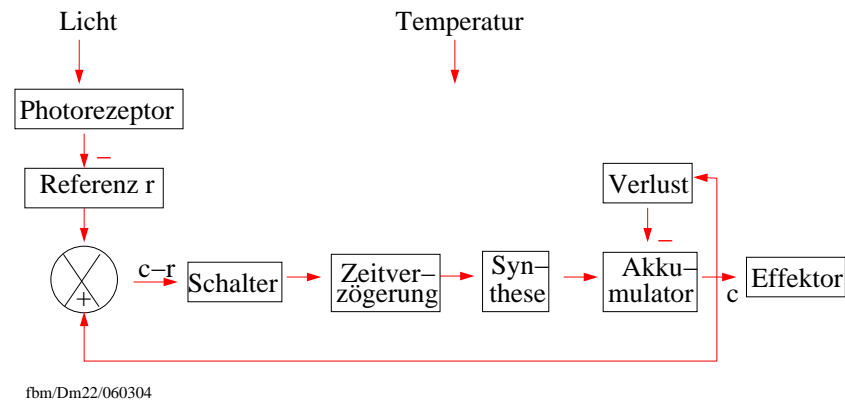 Licht
Temperatur
Photorezeptor
–
Referenz r
Verlust
–
c–r
Schalter
Zeitver–
zögerung
Syn–
these
Akku–
mulator
c
Effektor
+
fbm/Dm22/060304